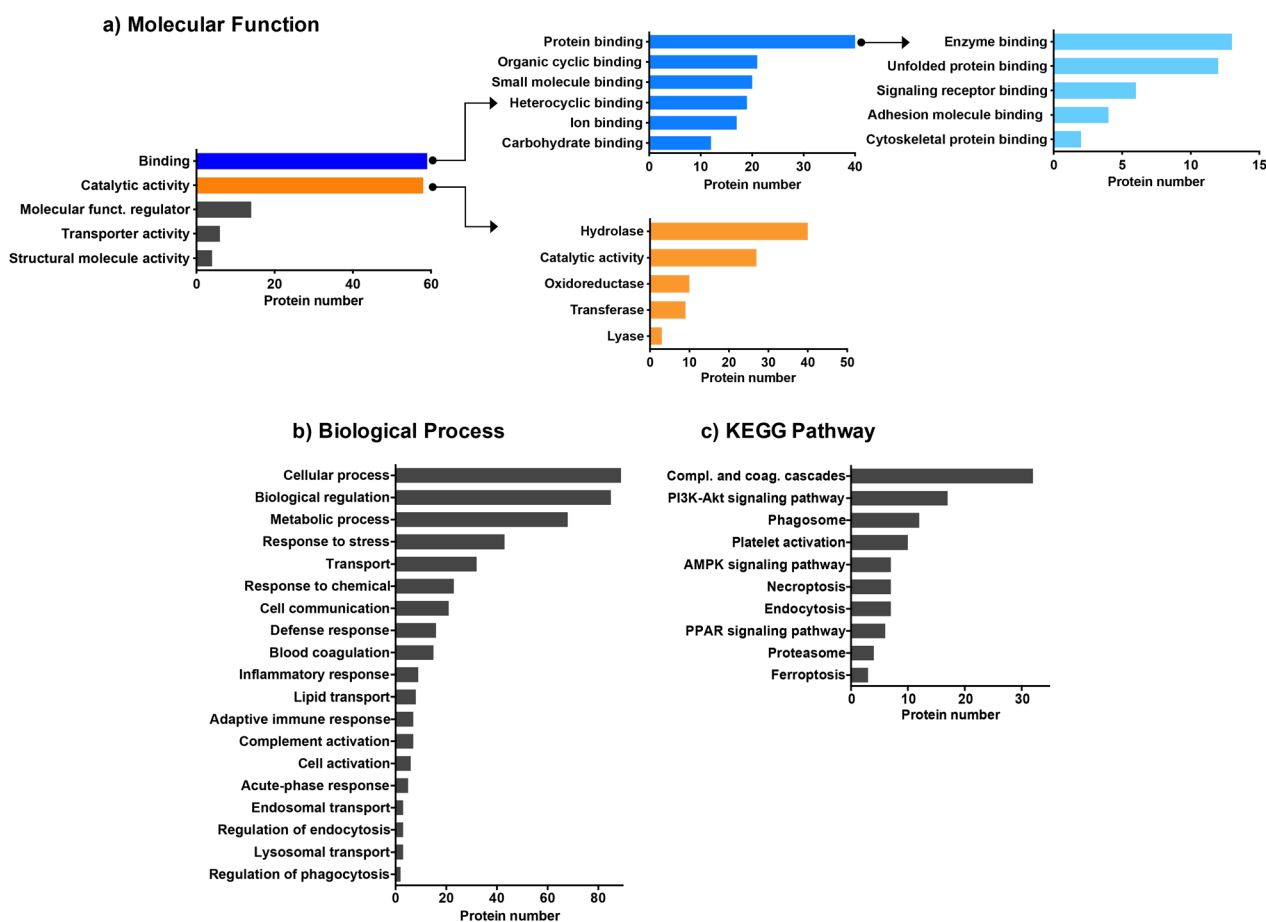 a) Molecular Function
Binding
Catalytic activity
Molecular funct. regulator
Transporter activity
Structural molecule activity
0 20 40 60
Protein number
Protein binding
Organic cyclic binding
Small molecule binding
Heterocyclic binding
Ion binding
Carbohydrate binding
0 10 20 30 40
Protein number
Enzyme binding
Unfolded protein binding
Signaling receptor binding
Adhesion molecule binding
Cytoskeletal protein binding
0 5 10 15
Protein number
Hydrolase
Catalytic activity
Oxidoreductase
Transferase
Lyase
0 10 20 30 40 50
Protein number
b) Biological Process
Cellular process
Biological regulation
Metabolic process
Response to stress
Transport
Response to chemical
Cell communication
Defense response
Blood coagulation
Inflammatory response
Lipid transport
Adaptive immune response
Complement activation
Cell activation
Acute-phase response
Endosomal transport
Regulation of endocytosis
Lysosomal transport
Regulation of phagocytosis
0 20 40 60 80
Protein number
c) KEGG Pathway
Compl. and coag. cascades
PI3K-Akt signaling pathway
Phagosome
Platelet activation
AMPK signaling pathway
Necroptosis
Endocytosis
PPAR signaling pathway
Proteasome
Ferroptosis
0 10 20 30
Protein number